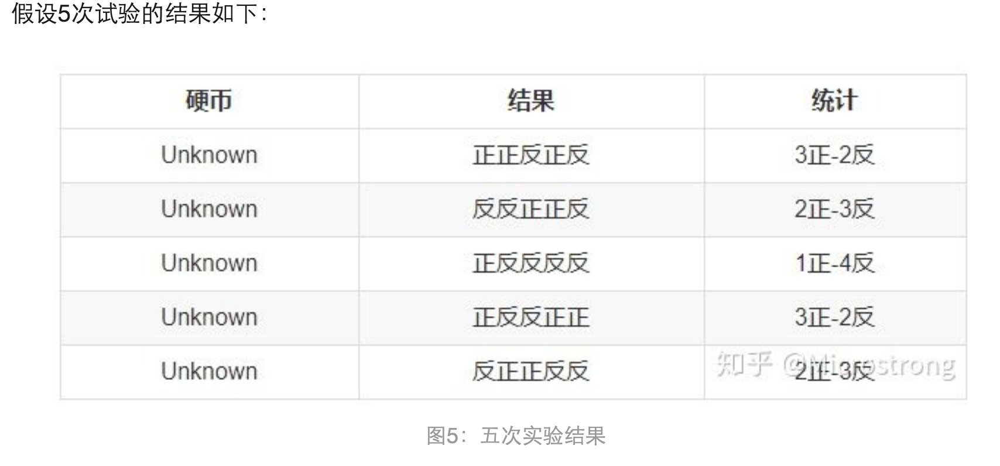 假设5次试验的结果如下：
硬币 结果 统计
Unknown 正正反正反 3正-2反
Unknown 反反正正反 2正-3反
Unknown 正反反反反 1正-4反
Unknown 正反反正正 3正-2反
Unknown 反正正反反 2正-3反
知乎 @Microstrong
图5：五次实验结果